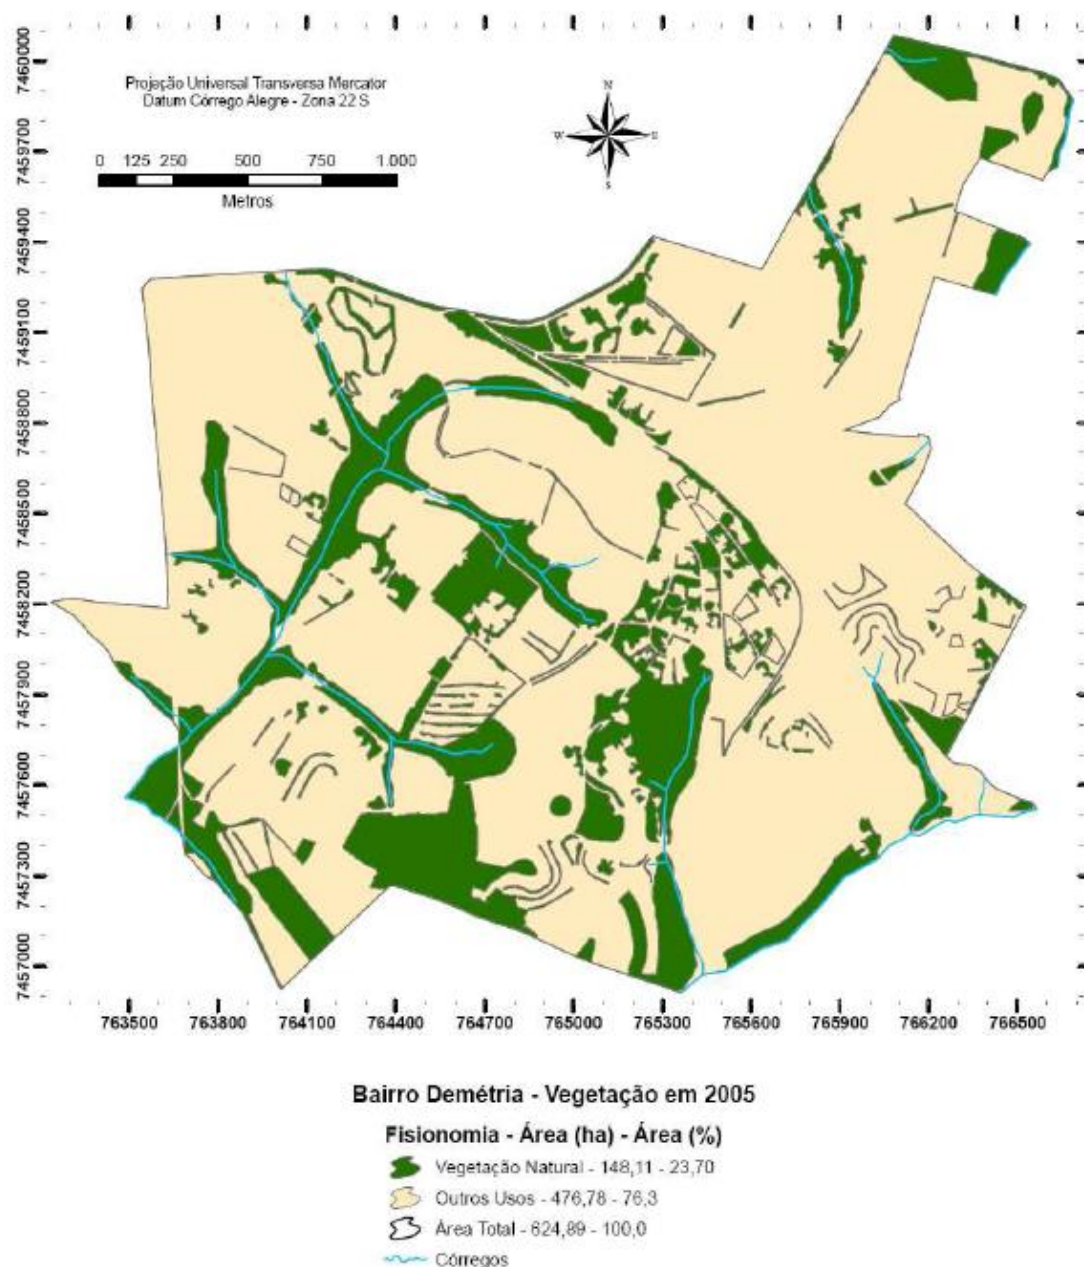 7460000
7459700
7459400
7459100
7458800
7458500
7458200
7457900
7457600
7457300
7457000
Projeção Universal Transversa Mercator
Datum Córrego Alegre - Zona 22 S
N
W
E
S
0 125 250 500 750 1.000
Metros
763500 763800 764100 764400 764700 765000 765300 765600 765900 766200 766500
Bairro Demétria - Vegetação em 2005
Fisionomia - Área (ha) - Área (%)
Vegetação Natural - 148,11 - 23,70
Outros Usos - 476,78 - 76,3
Área Total - 624,89 - 100,0
Córregos